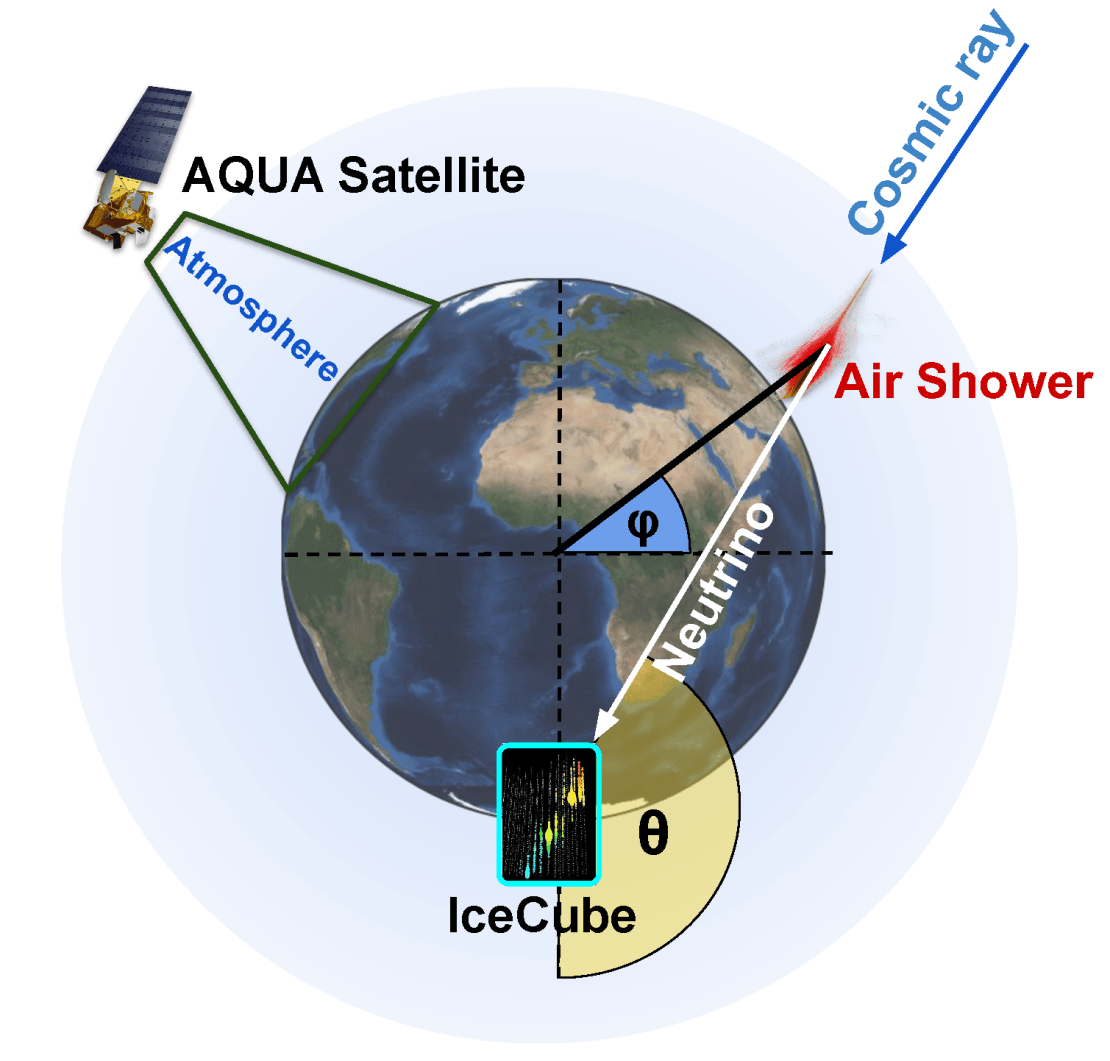 Cosmic ray
AQUA Satellite
Atmosphere
Air Shower
φ
Neutrino
θ
IceCube